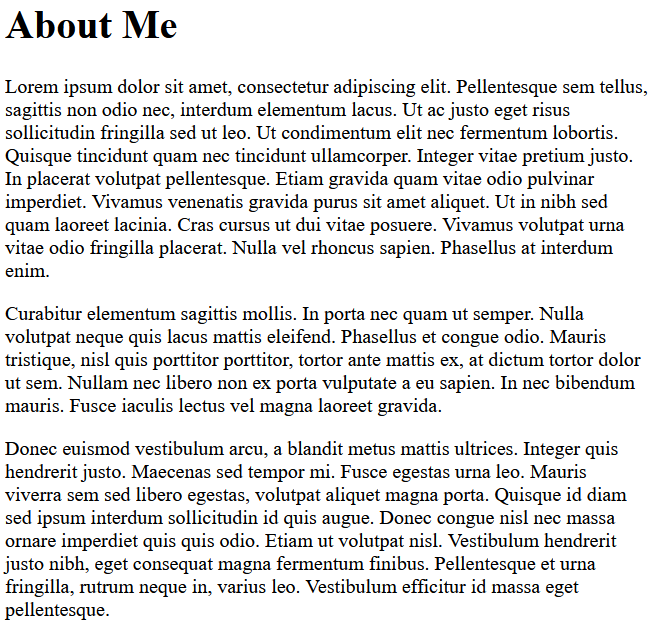 About Me
Lorem ipsum dolor sit amet, consectetur adipiscing elit. Pellentesque sem tellus,
sagittis non odio nec, interdum elementum lacus. Ut ac justo eget risus
sollicitudin fringilla sed ut leo. Ut condimentum elit nec fermentum lobortis.
Quisque tincidunt quam nec tincidunt ullamcorper. Integer vitae pretium justo.
In placerat volutpat pellentesque. Etiam gravida quam vitae odio pulvinar
imperdiet. Vivamus venenatis gravida purus sit amet aliquet. Ut in nibh sed
quam laoreet lacinia. Cras cursus ut dui vitae posuere. Vivamus volutpat urna
vitae odio fringilla placerat. Nulla vel rhoncus sapien. Phasellus at interdum
enim.
Curabitur elementum sagittis mollis. In porta nec quam ut semper. Nulla
volutpat neque quis lacus mattis eleifend. Phasellus et congue odio. Mauris
tristique, nisl quis porttitor porttitor, tortor ante mattis ex, at dictum tortor dolor
ut sem. Nullam nec libero non ex porta vulputate a eu sapien. In nec bibendum
mauris. Fusce iaculis lectus vel magna laoreet gravida.
Donec euismod vestibulum arcu, a blandit metus mattis ultrices. Integer quis
hendrerit justo. Maecenas sed tempor mi. Fusce egestas urna leo. Mauris
viverra sem sed libero egestas, volutpat aliquet magna porta. Quisque id diam
sed ipsum interdum sollicitudin id quis augue. Donec congue nisl nec massa
ornare imperdiet quis quis odio. Etiam ut volutpat nisl. Vestibulum hendrerit
justo nibh, eget consequat magna fermentum finibus. Pellentesque et urna
fringilla, rutrum neque in, varius leo. Vestibulum efficitur id massa eget
pellentesque.